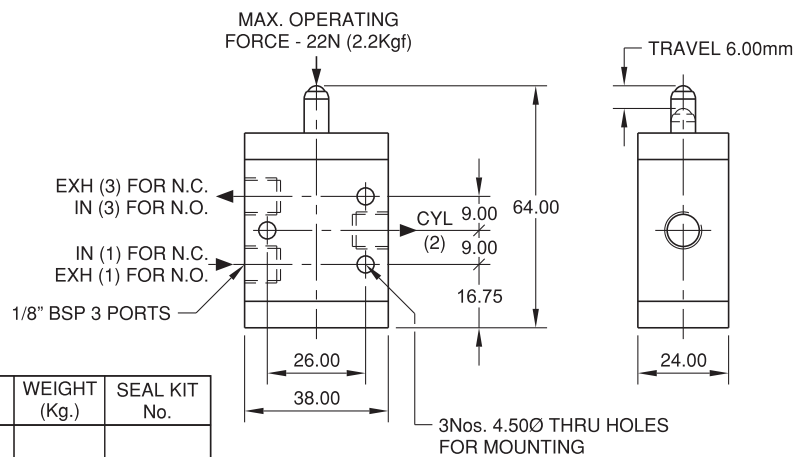 MAX. OPERATING
FORCE - 22N (2.2Kgf)
TRAVEL 6.00mm
EXH (3) FOR N.C.
IN (3) FOR N.O.
CYL
(2)
9.00
9.00
64.00
IN (1) FOR N.C.
EXH (1) FOR N.O.
16.75
1/8" BSP 3 PORTS
26.00
38.00
24.00
WEIGHT
(Kg.)
SEAL KIT
No.
3Nos. 4.50Ø THRU HOLES
FOR MOUNTING